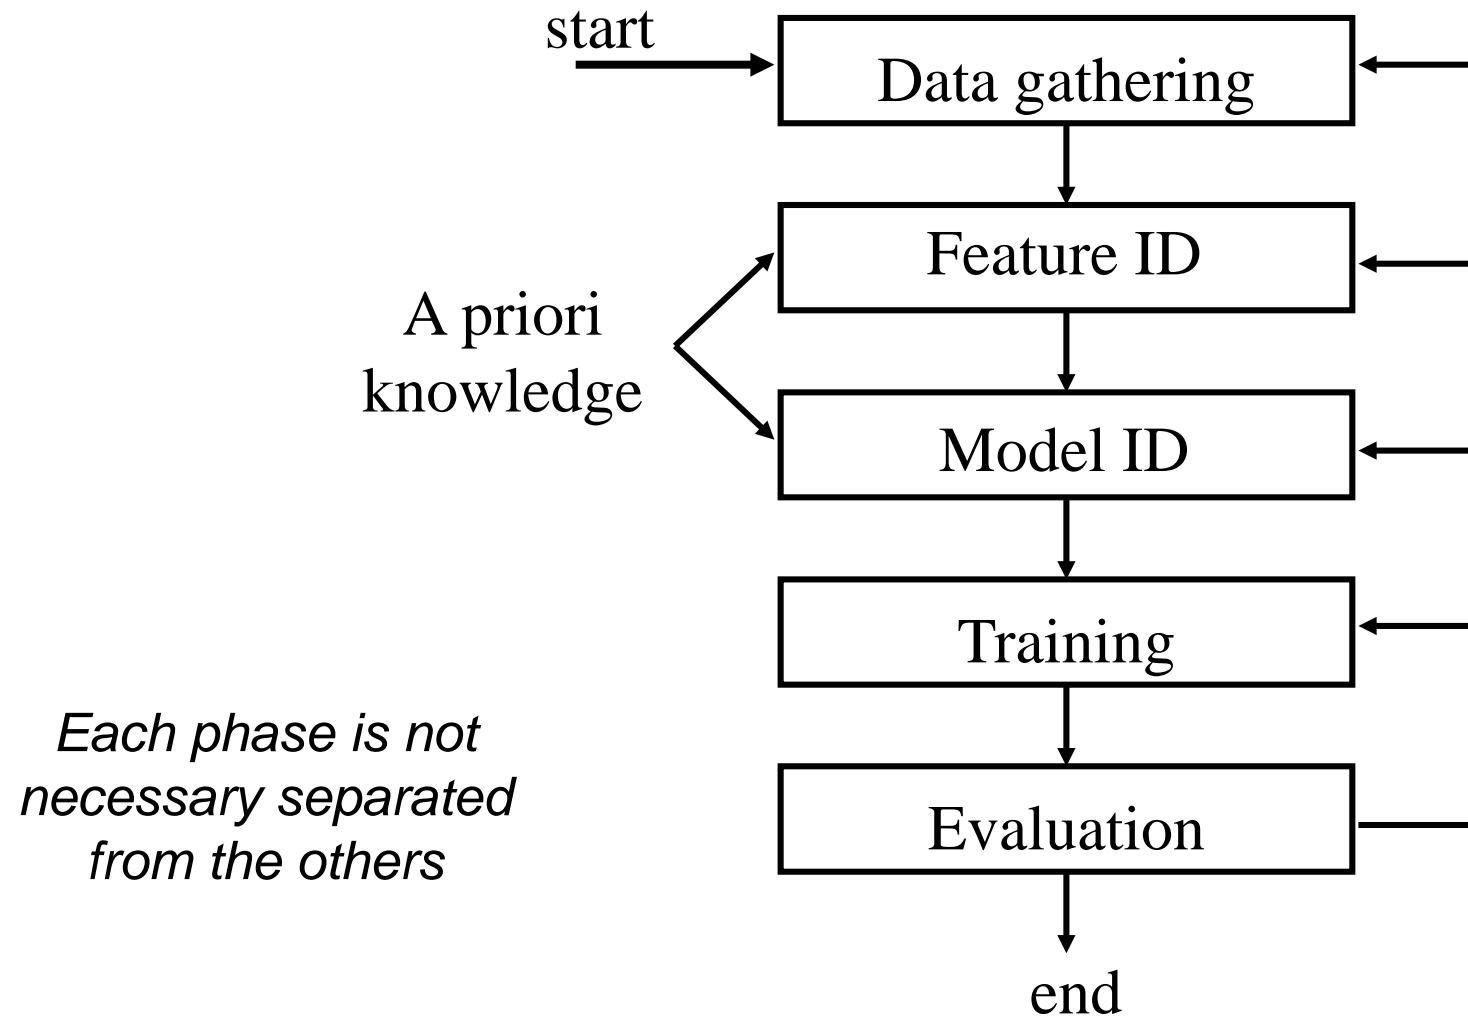 start
Data gathering
Feature ID
A priori
knowledge
Model ID
Training
Each phase is not
necessary separated
from the others
Evaluation
end